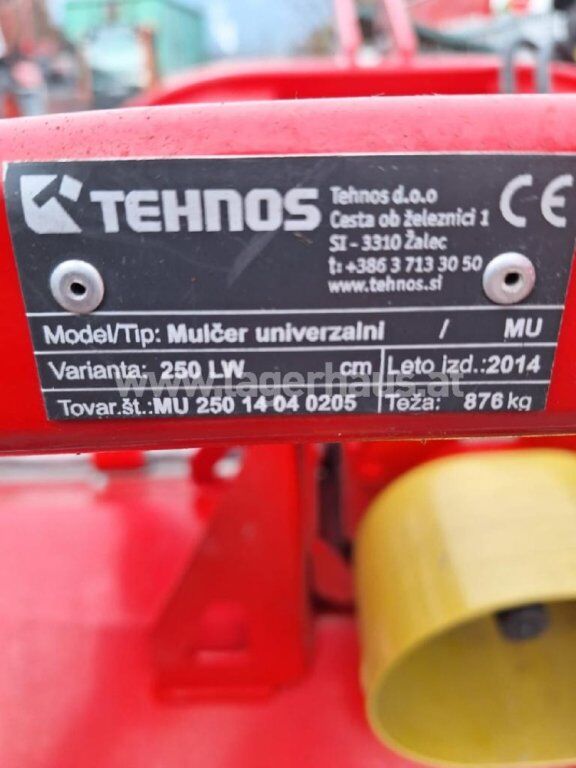 TEHNOS
Tehnos d.o.o
Cesta ob železnici 1
SI - 3310 Žalec
t: +386 3 713 30 50
www.tehnos.si
CE
Model/Tip: Mulčer univerzalni / MU
Varianta: 250 LW cm Leto izd.:2014
www.lagerhaus.at
Tovar.št.:MU 250 14 04 0205 Teža: 876 kg